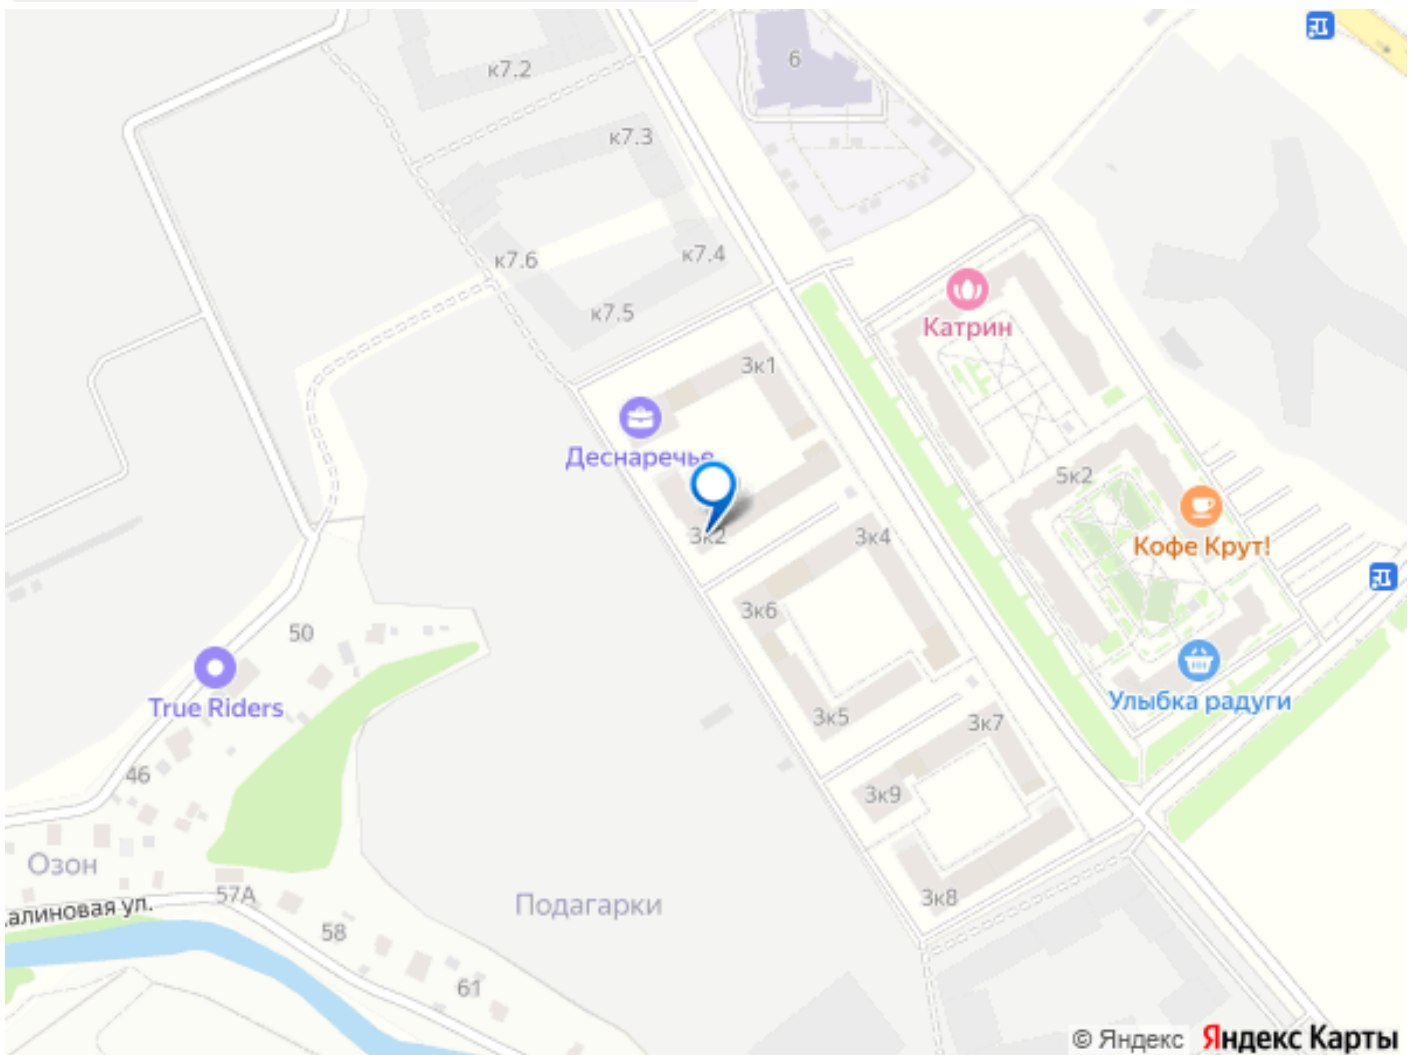 6
к7.2
к7.3
к7.6
к7.4
к7.5
Катрин
3к1
Деснаречье
5к2
3к2
3к4
Кофе Крут!
3к6
50
True Riders
Улыбка радуги
3к5
3к7
46
3к9
Озон
57А
3к8
Подагарки
алиновая ул.
58
61
© Яндекс Яндекс Карты